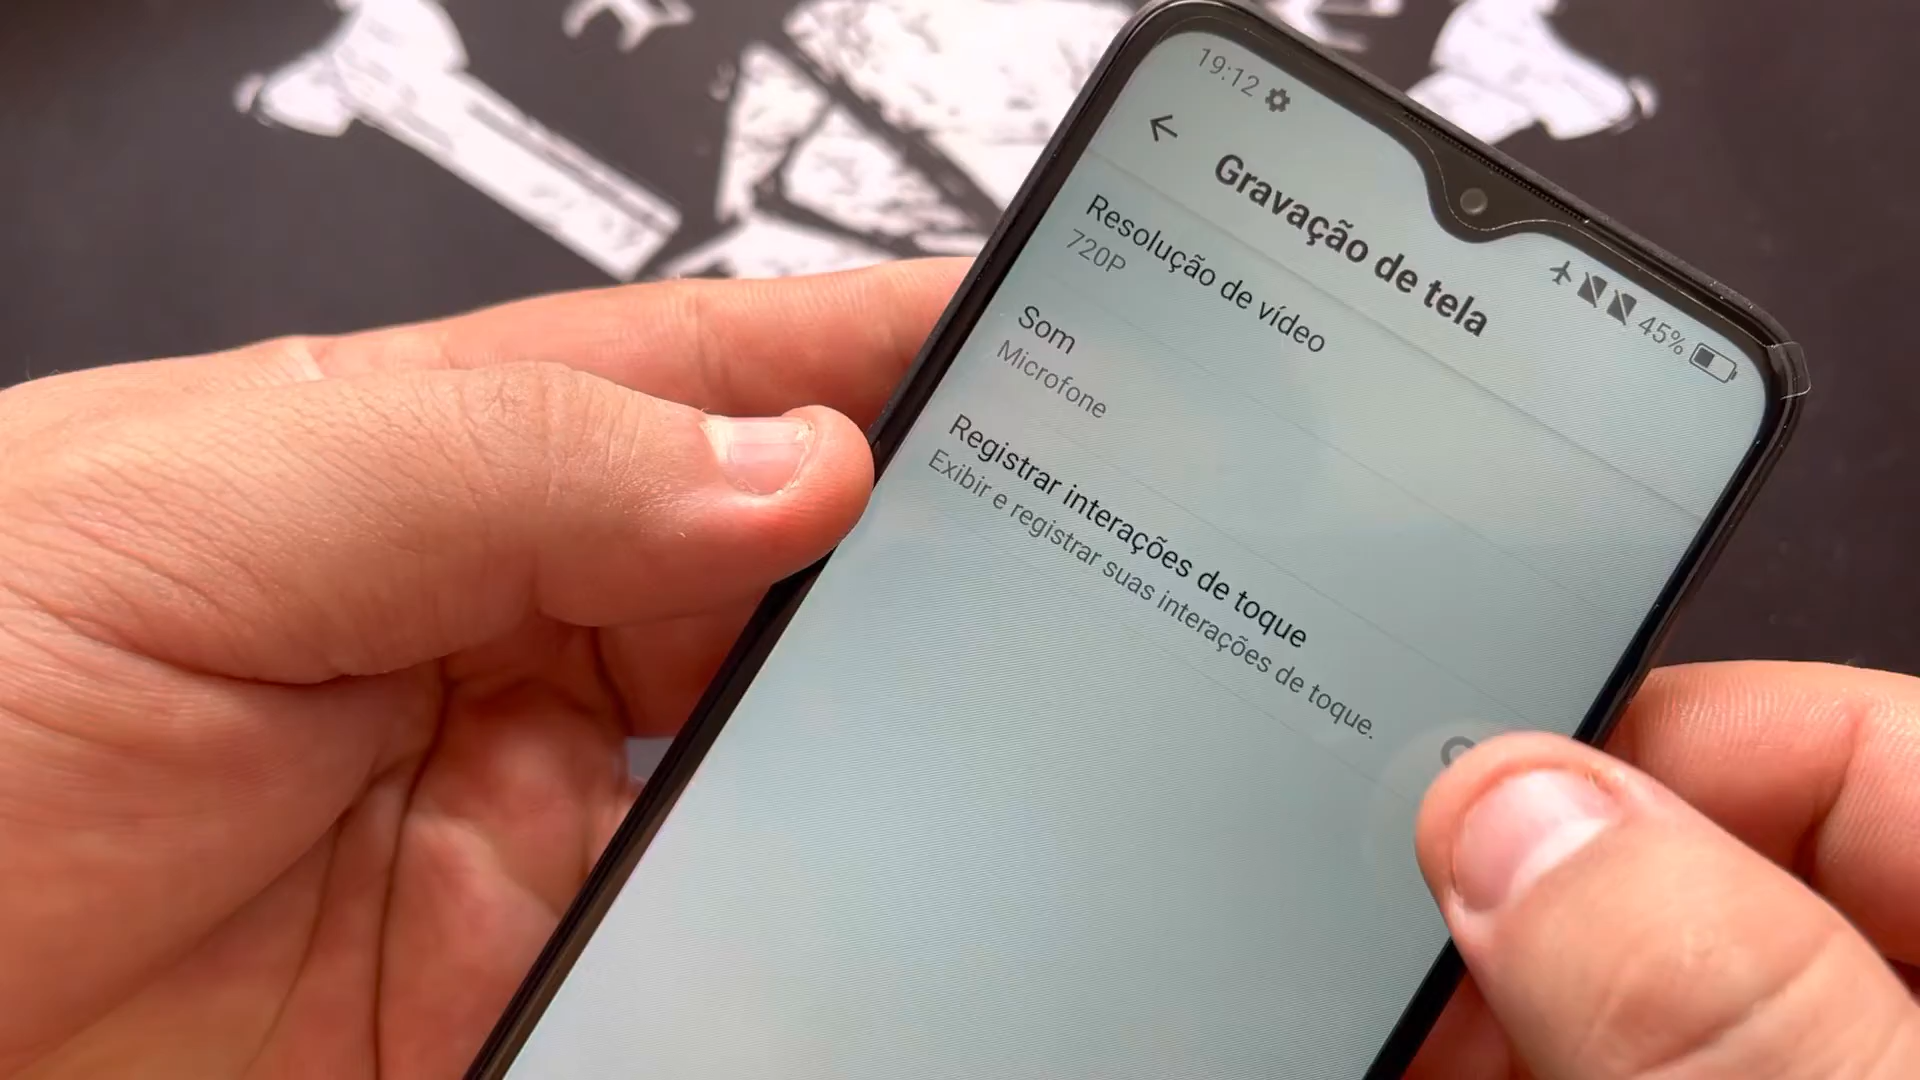 19:12
45%
Gravação de tela
Resolução de vídeo
720P
Som
Microfone
Registrar interações de toque
Exibir e registrar suas interações de toque.